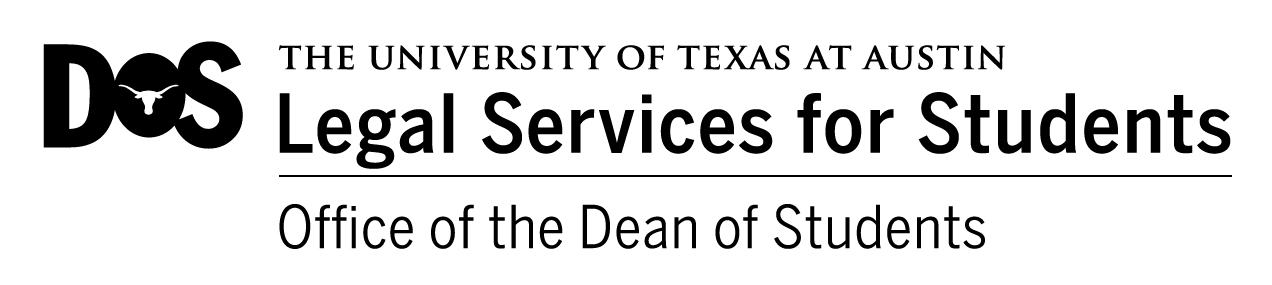 DOS
THE UNIVERSITY OF TEXAS AT AUSTIN
Legal Services for Students
Office of the Dean of Students